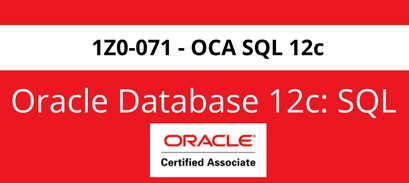 1Z0-071 - OCA SQL 12c
Oracle Database 12c: SQL
ORACLE
Certified Associate